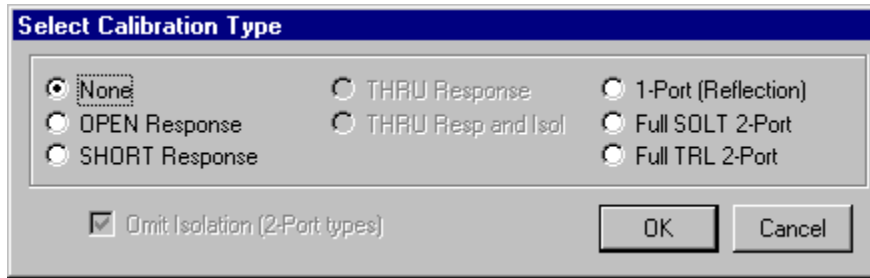 Select Calibration Type
None
OPEN Response
SHORT Response
THRU Response
THRU Resp and Isol
1-Port (Reflection)
Full SOLT 2-Port
Full TRL 2-Port
Omit Isolation (2-Port types)
OK
Cancel